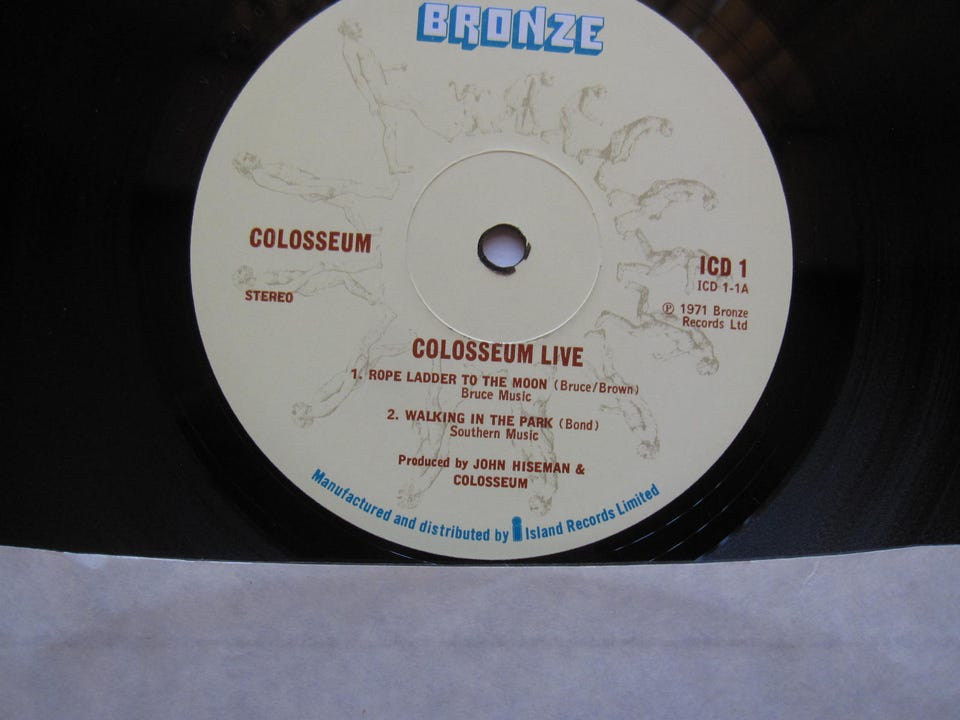 BRONZE
COLOSSEUM
STEREO
ICD 1
ICD 1-1A
Ⓟ 1971 Bronze
Records Ltd
COLOSSEUM LIVE
1. ROPE LADDER TO THE MOON (Bruce/Brown)
Bruce Music
2. WALKING IN THE PARK (Bond)
Southern Music
Produced by JOHN HISEMAN &
COLOSSEUM
Manufactured and distributed by Island Records Limited